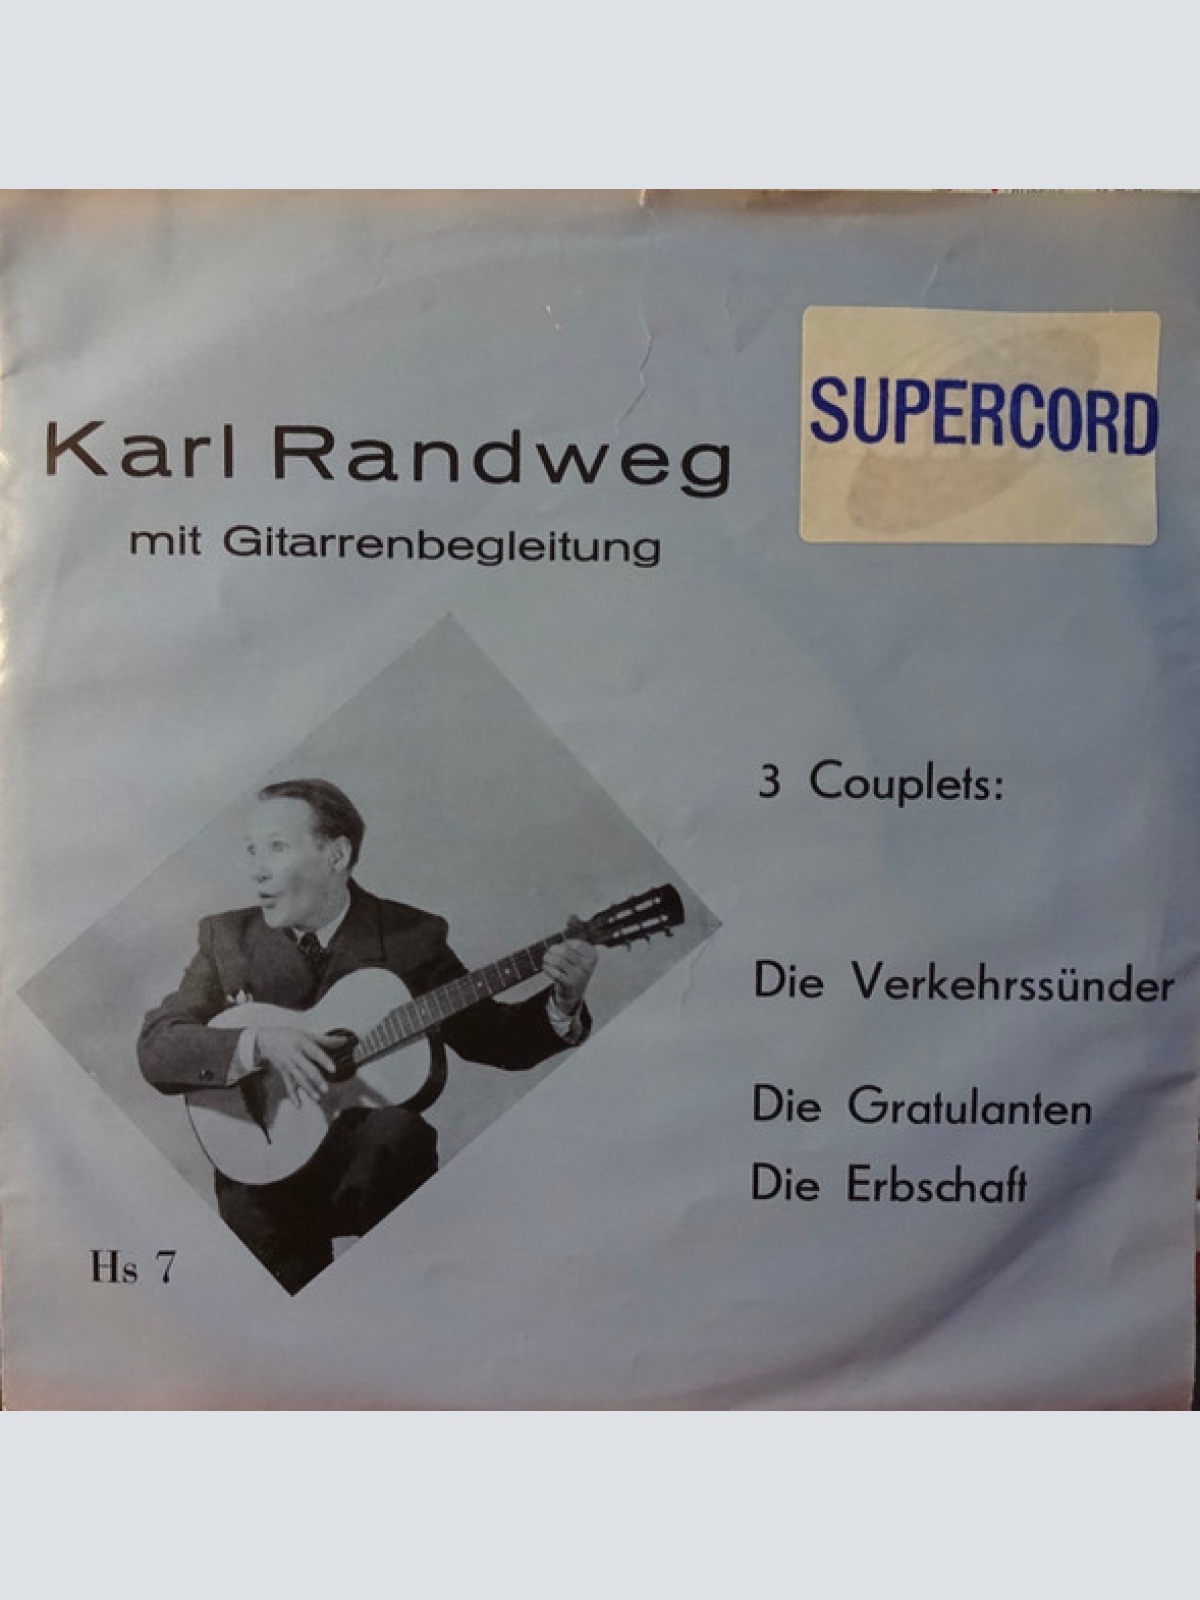 Karl Randweg
mit Gitarrenbegleitung
SUPERCORD
3 Couplets:
Die Verkehrssünder
Die Gratulanten
Die Erbschaft
Hs 7